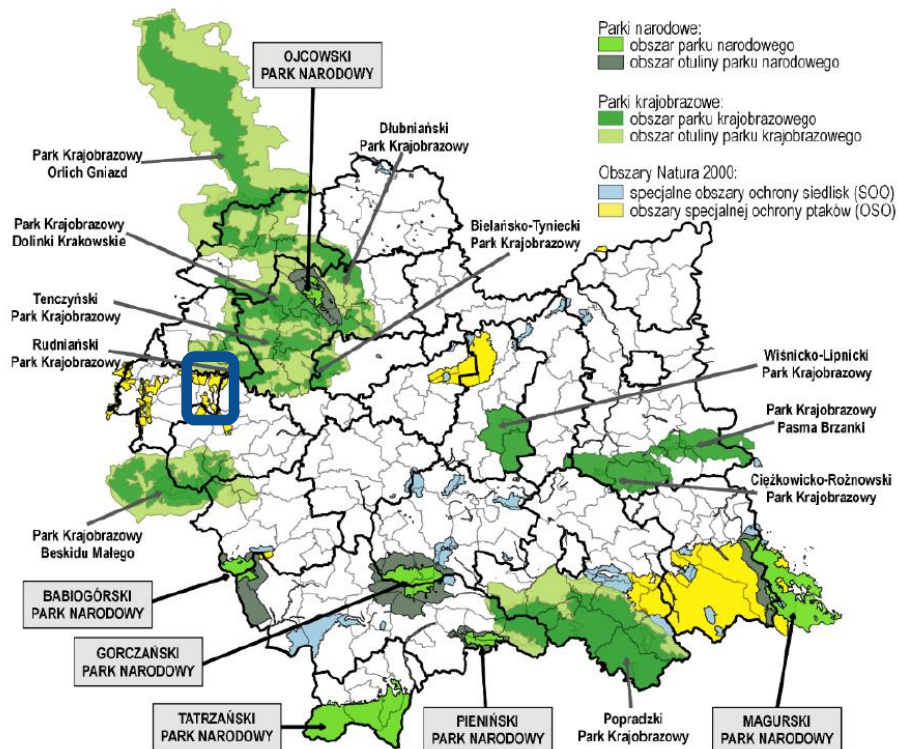 Parki narodowe:
obszar parku narodowego
obszar otuliny parku narodowego
Parki krajobrazowe:
obszar parku krajobrazowego
obszar otuliny parku krajobrazowego
Obszary Natura 2000:
specjalne obszary ochrony siedlisk (SOO)
obszary specjalnej ochrony ptaków (OSO)
OJCOWSKI
PARK NARODOWY
Dłubniański
Park Krajobrazowy
Park Krajobrazowy
Orlich Gniazd
Park Krajobrazowy
Dolinki Krakowskie
Bielańsko-Tyniecki
Park Krajobrazowy
Tenczyński
Park Krajobrazowy
Rudniański
Park Krajobrazowy
Wiśnicko-Lipnicki
Park Krajobrazowy
Park Krajobrazowy
Pasma Brzanki
Ciężkowicko-Rożnowski
Park Krajobrazowy
Park Krajobrazowy
Beskidu Małego
BABIOGÓRSKI
PARK NARODOWY
GORCZAŃSKI
PARK NARODOWY
TATRZAŃSKI
PARK NARODOWY
PIENIŃSKI
PARK NARODOWY
Popradzki
Park Krajobrazowy
MAGURSKI
PARK NARODOWY